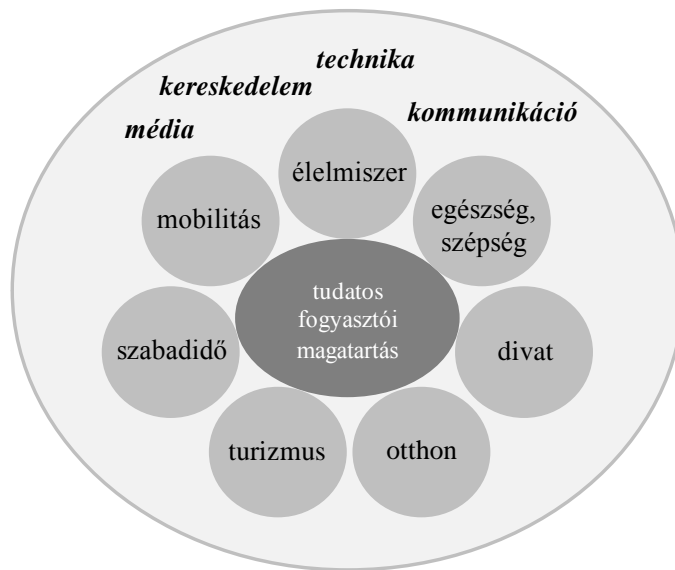 technika
kereskedelem
kommunikáció
média
élelmiszer
egészség,
szépség
mobilitás
tudatos
fogyasztói
magatartás
szabadidő
divat
turizmus
otthon